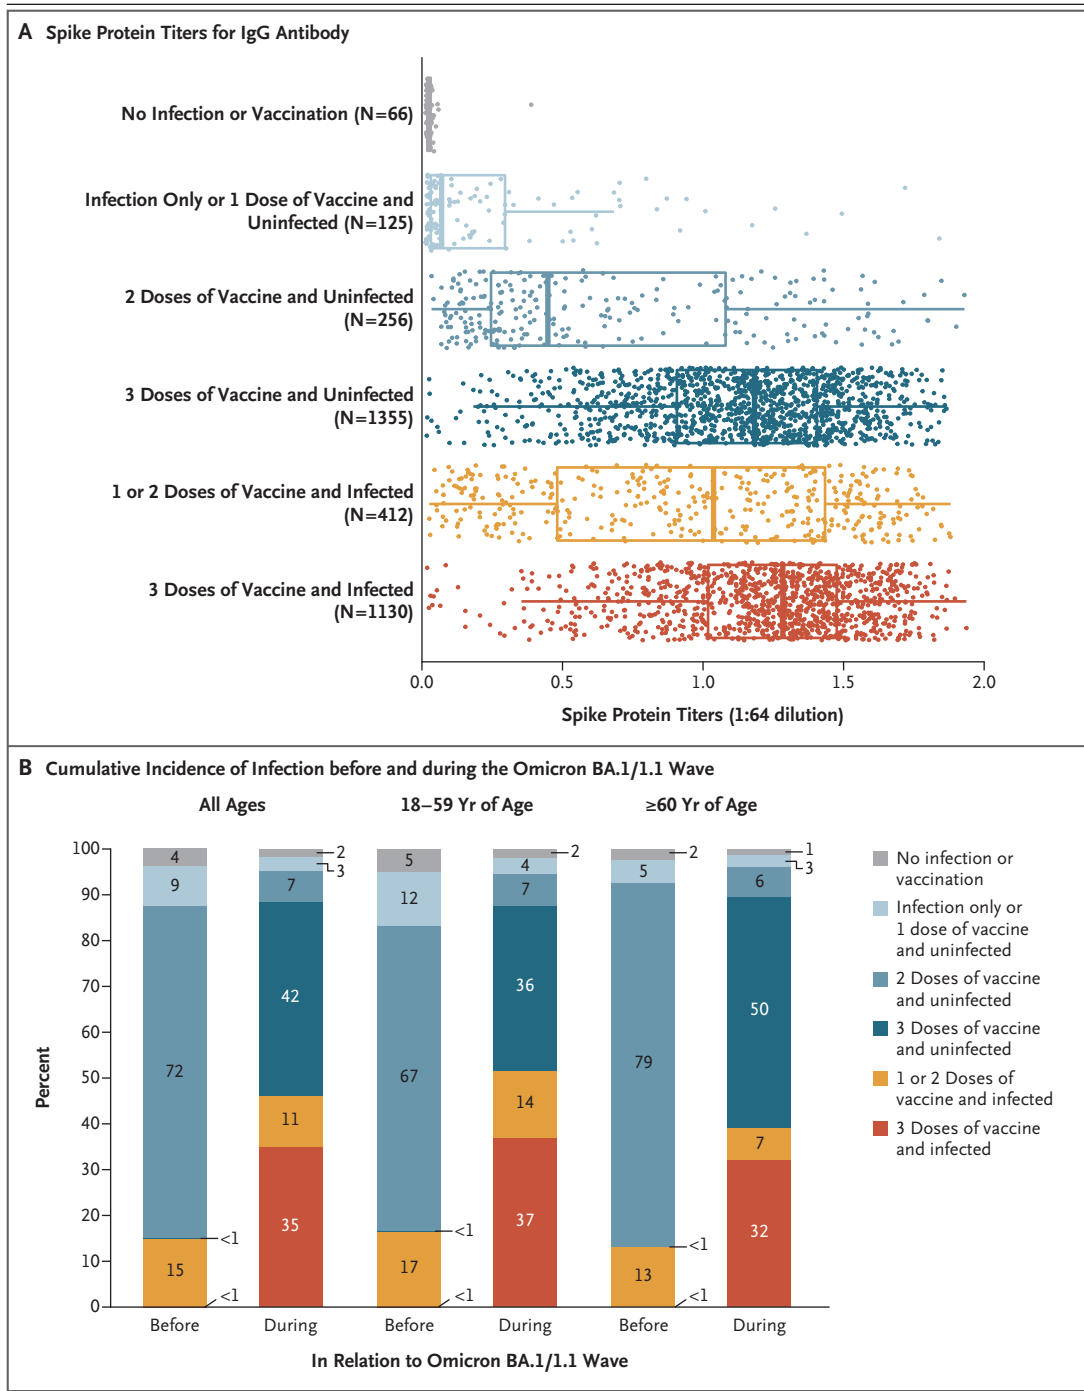 A Spike Protein Titers for IgG Antibody
No Infection or Vaccination (N=66)
Infection Only or 1 Dose of Vaccine and
Uninfected (N=125)
2 Doses of Vaccine and Uninfected
(N=256)
3 Doses of Vaccine and Uninfected
(N=1355)
1 or 2 Doses of Vaccine and Infected
(N=412)
3 Doses of Vaccine and Infected
(N=1130)
0.0 0.5 1.0 1.5 2.0
Spike Protein Titers (1:64 dilution)
B Cumulative Incidence of Infection before and during the Omicron BA.1/1.1 Wave
All Ages 18–59 Yr of Age ≥60 Yr of Age
Percent
100
90
80
70
60
50
40
30
20
10
0
4
9
72
<1
15
<1
2
3
7
42
11
35
5
12
67
<1
17
<1
2
4
7
36
14
37
2
5
79
<1
13
<1
1
3
6
50
7
32
Before During Before During Before During
In Relation to Omicron BA.1/1.1 Wave
No infection or
vaccination
Infection only or
1 dose of vaccine
and uninfected
2 Doses of vaccine
and uninfected
3 Doses of vaccine
and uninfected
1 or 2 Doses of
vaccine and infected
3 Doses of vaccine
and infected